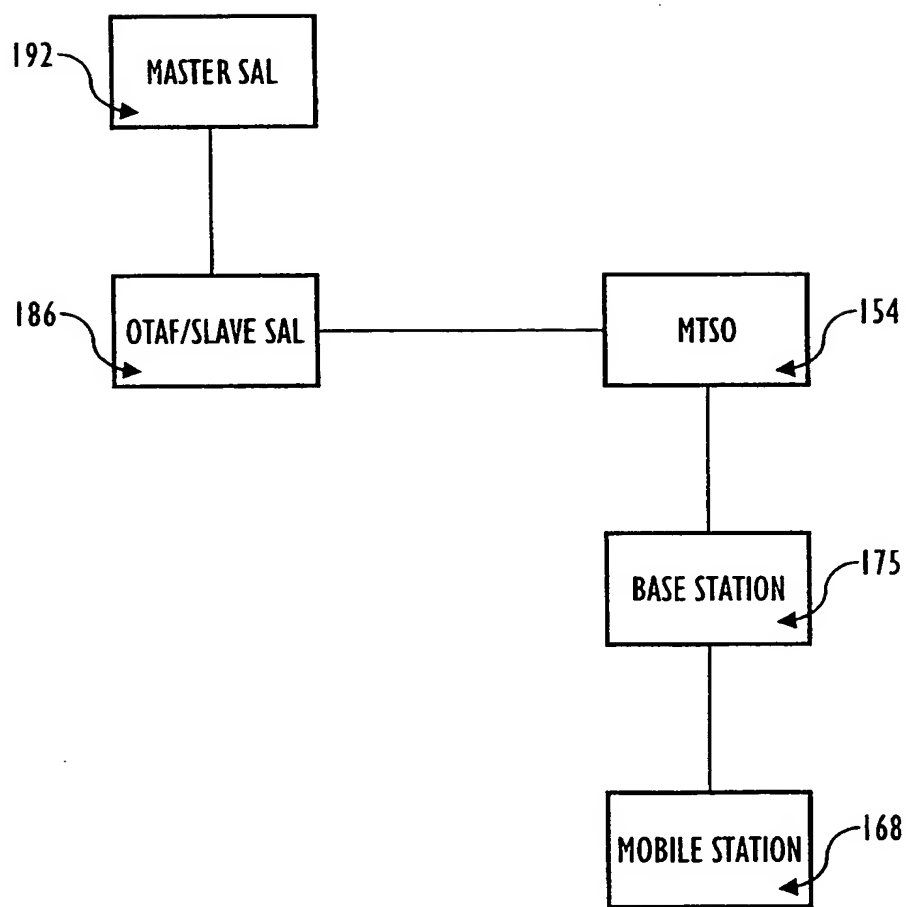 192
MASTER SAL
186
OTAF/SLAVE SAL
MTSO
154
BASE STATION
175
MOBILE STATION
168